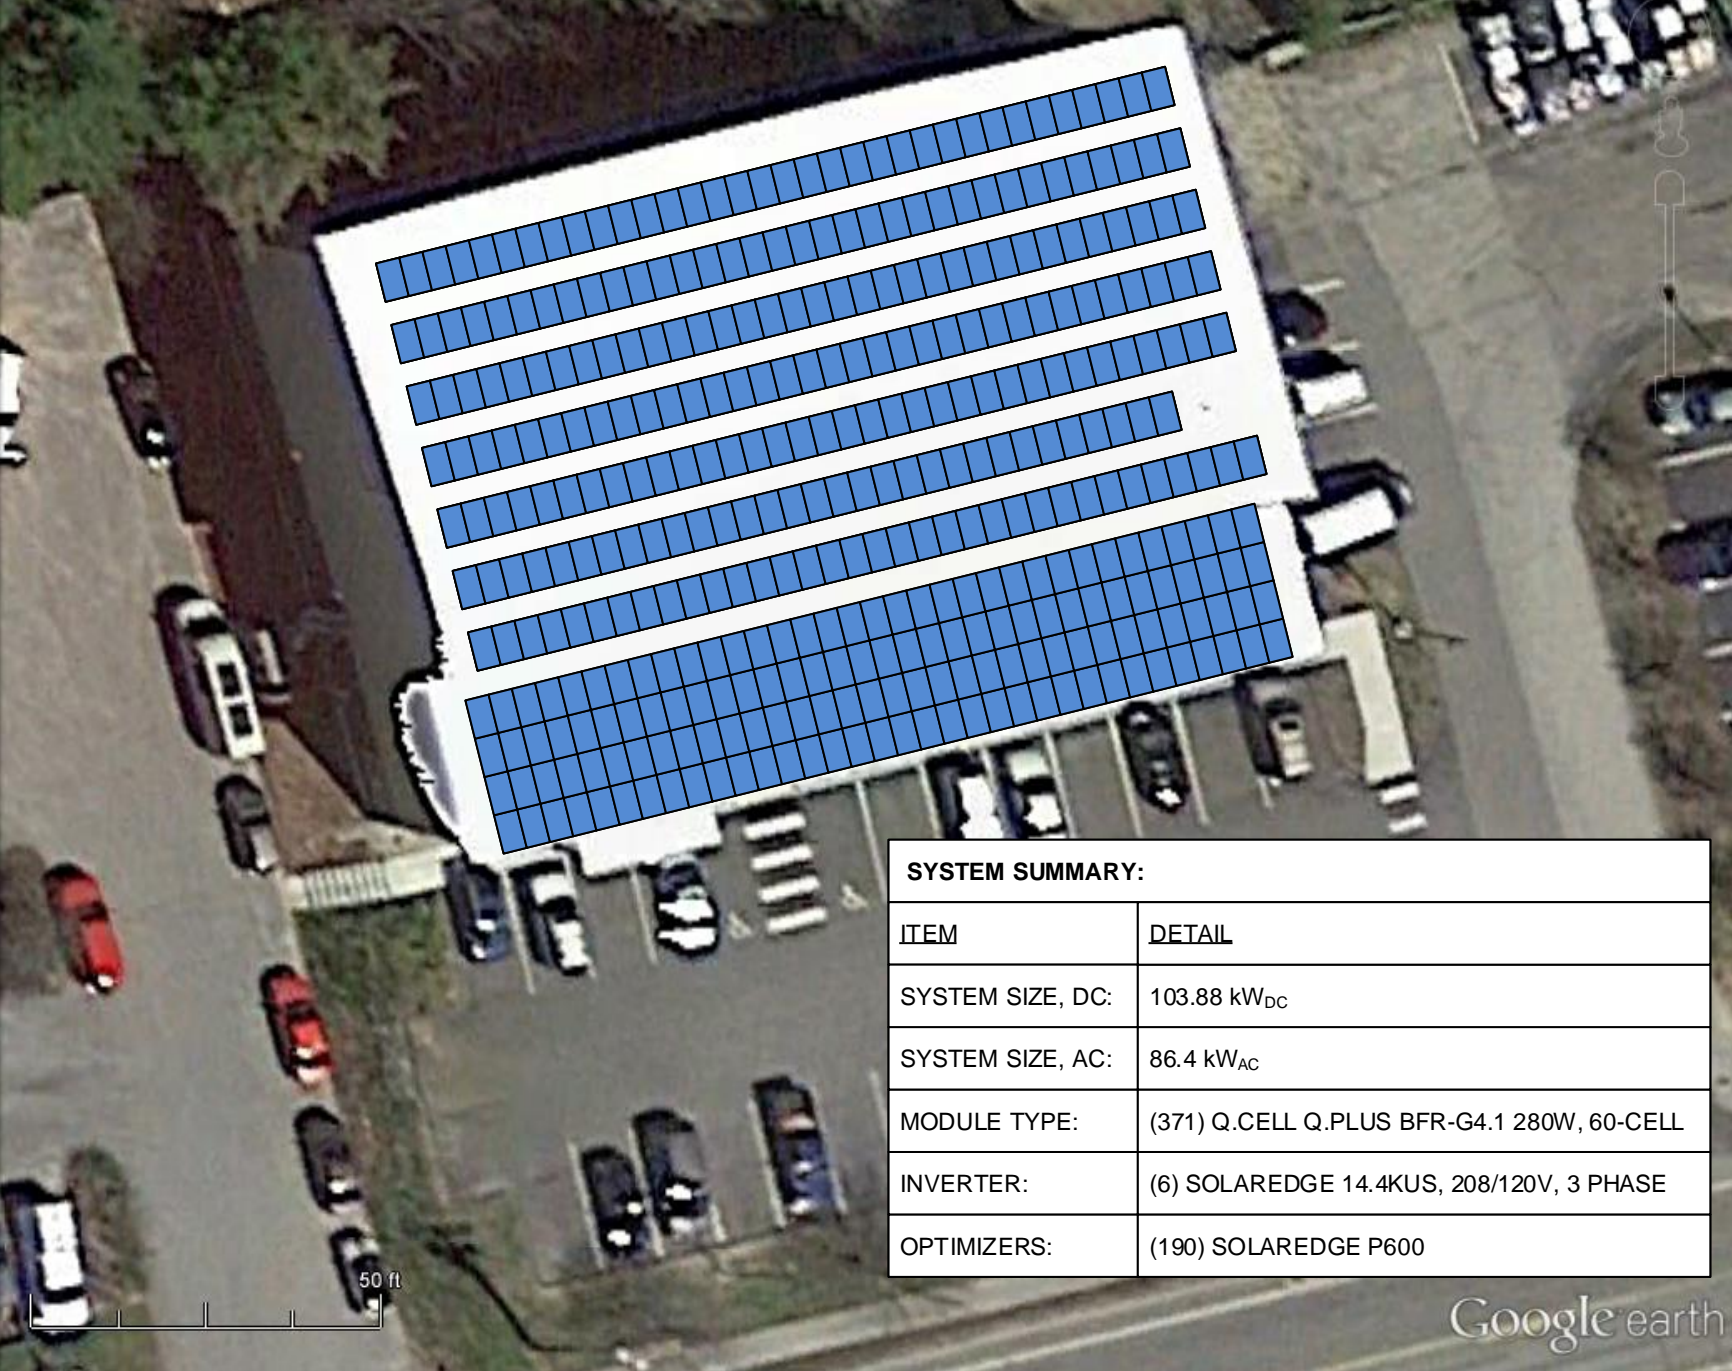 SYSTEM SUMMARY:
ITEM DETAIL
SYSTEM SIZE, DC: 103.88 kWDC
SYSTEM SIZE, AC: 86.4 kWAC
MODULE TYPE: (371) Q.CELL Q.PLUS BFR-G4.1 280W, 60-CELL
INVERTER: (6) SOLAREDGE 14.4KUS, 208/120V, 3 PHASE
OPTIMIZERS: (190) SOLAREDGE P600
50 ft
Google earth